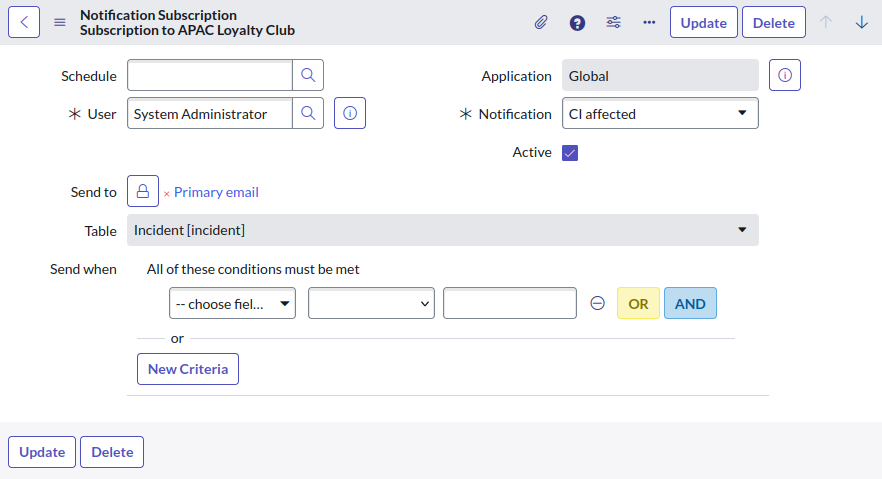 Notification Subscription
Subscription to APAC Loyalty Club
Update
Delete
Schedule
Application
Global
User
System Administrator
Notification
CI affected
Active
Send to
Primary email
Table
Incident [incident]
Send when
All of these conditions must be met
-- choose fiel...
OR
AND
or
New Criteria
Update
Delete